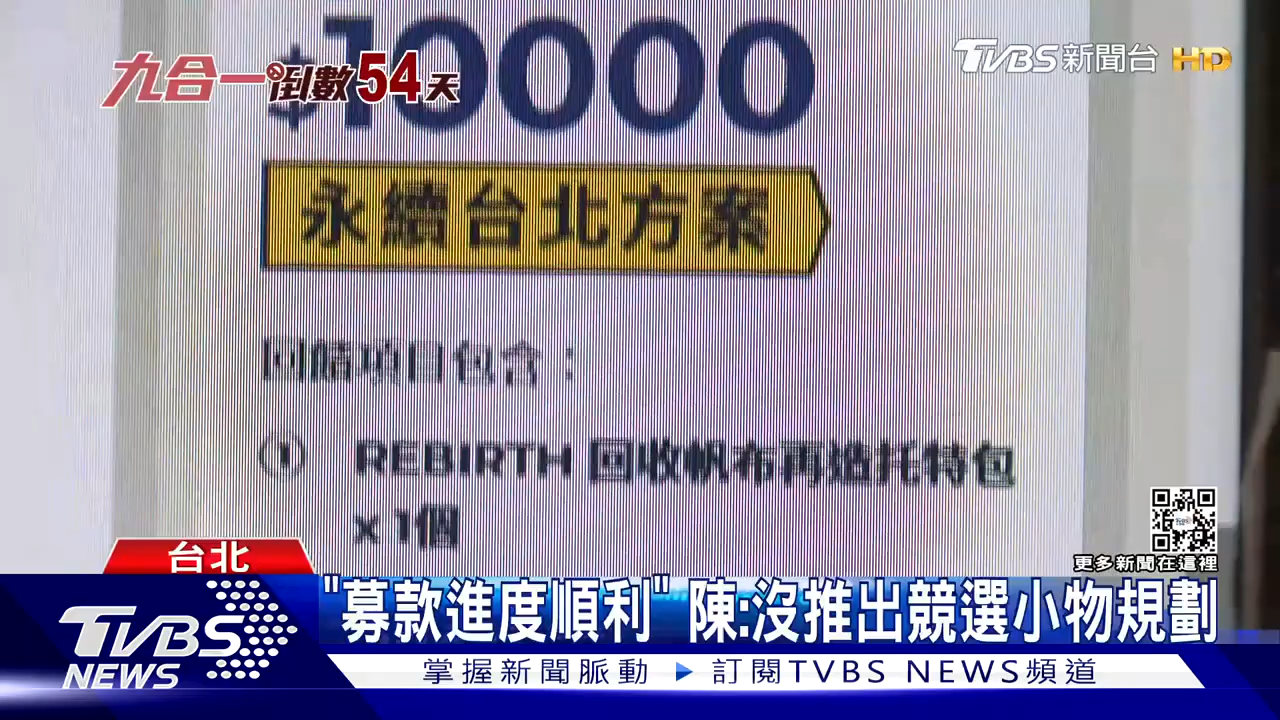 九合一倒數54天
TVBS新聞台 HD
$10000
永續台北方案
回饋項目包含：
① REBIRTH 回收帆布再造托特包
x 1個
更多新聞在這裡
台北
"募款進度順利" 陳:沒推出競選小物規劃
TVBS NEWS
掌握新聞脈動 ▶ 訂閱TVBS NEWS頻道